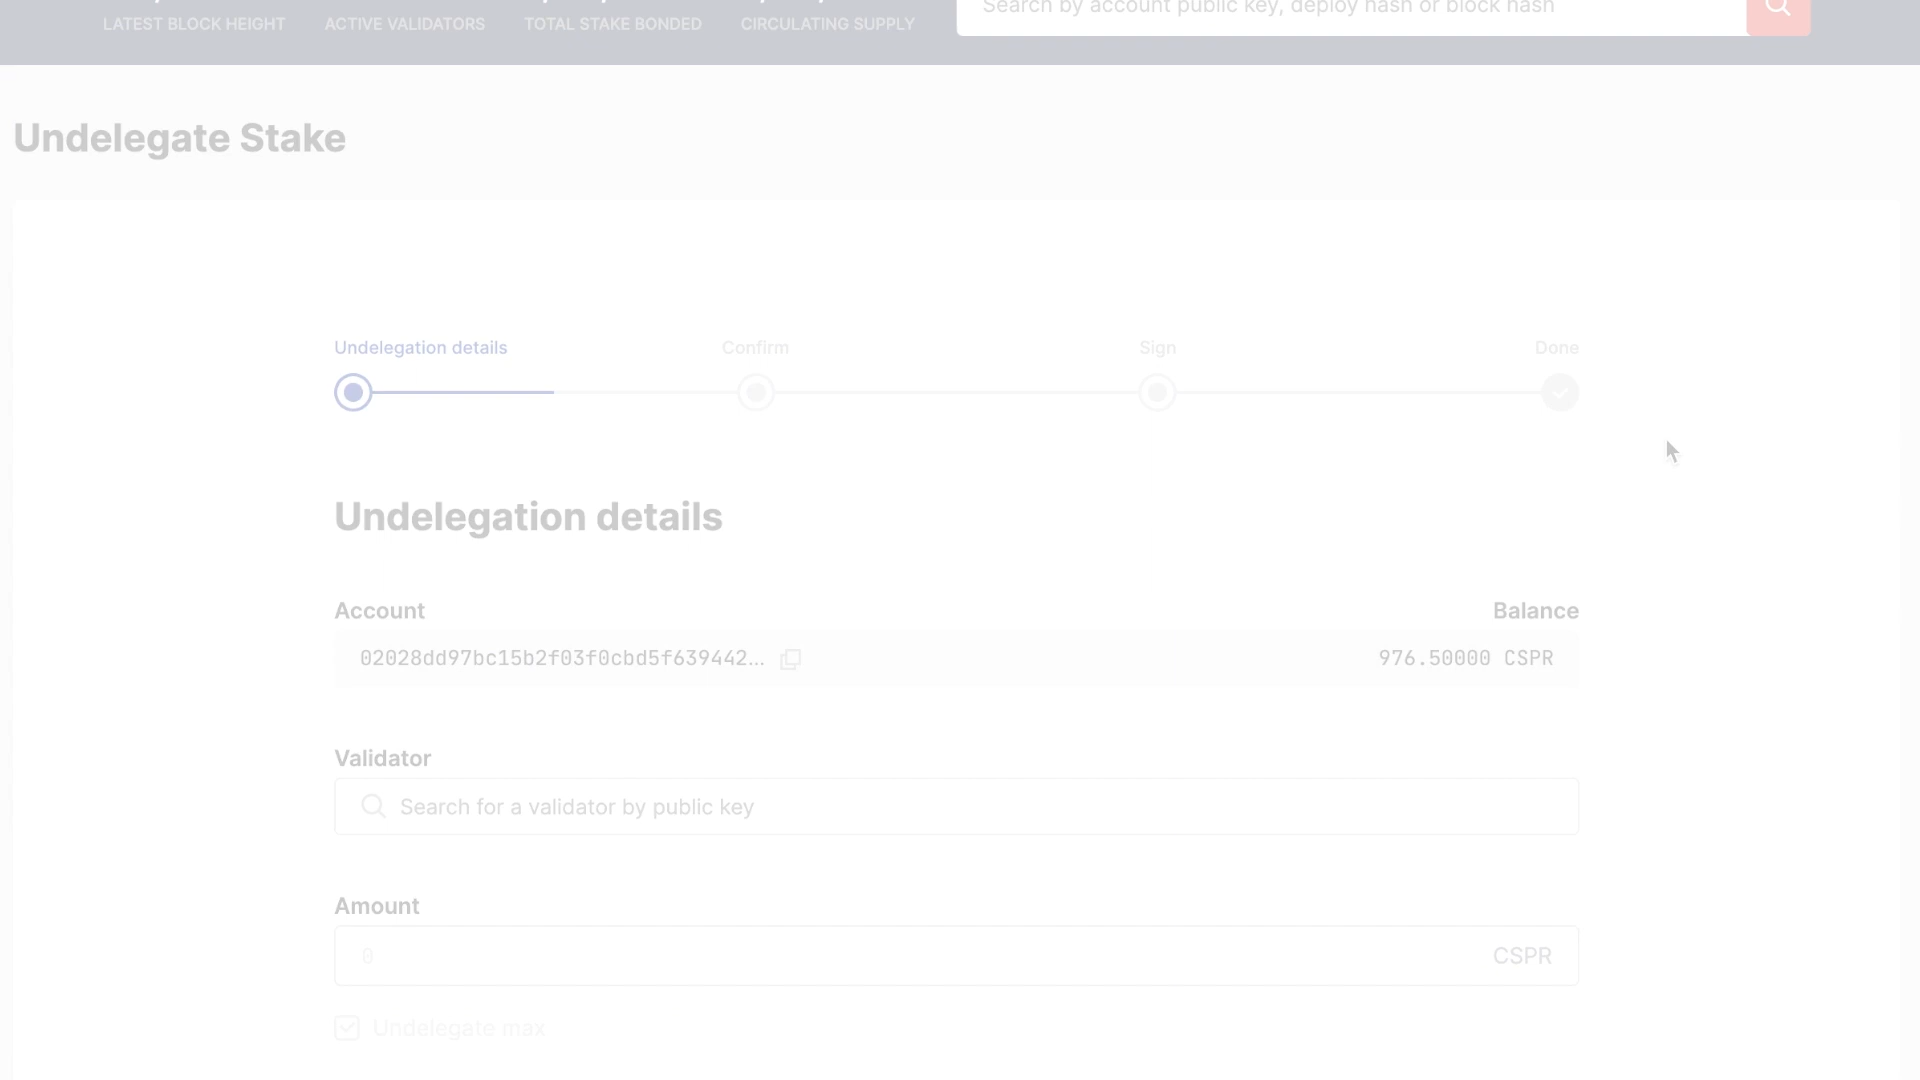 Search by account public key, deploy hash or block hash
LATEST BLOCK HEIGHT ACTIVE VALIDATORS TOTAL STAKE BONDED CIRCULATING SUPPLY
Undelegate Stake
Undelegation details Confirm Sign Done
Undelegation details
Account Balance
02028dd97bc15b2f03f0cbd5f639442... 976.50000 CSPR
Validator
Search for a validator by public key
Amount
0 CSPR
Undelegate max